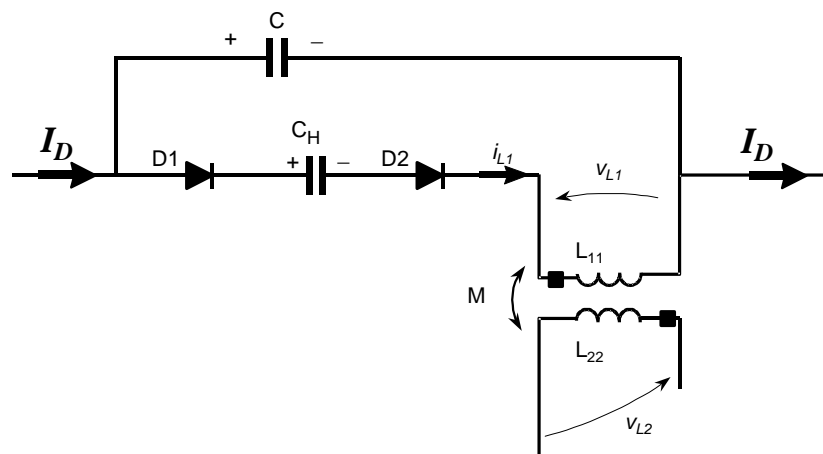 C
+ –
C_H
I_D
D1
+ –
D2
i_L1
I_D
v_L1
L_11
M
L_22
v_L2